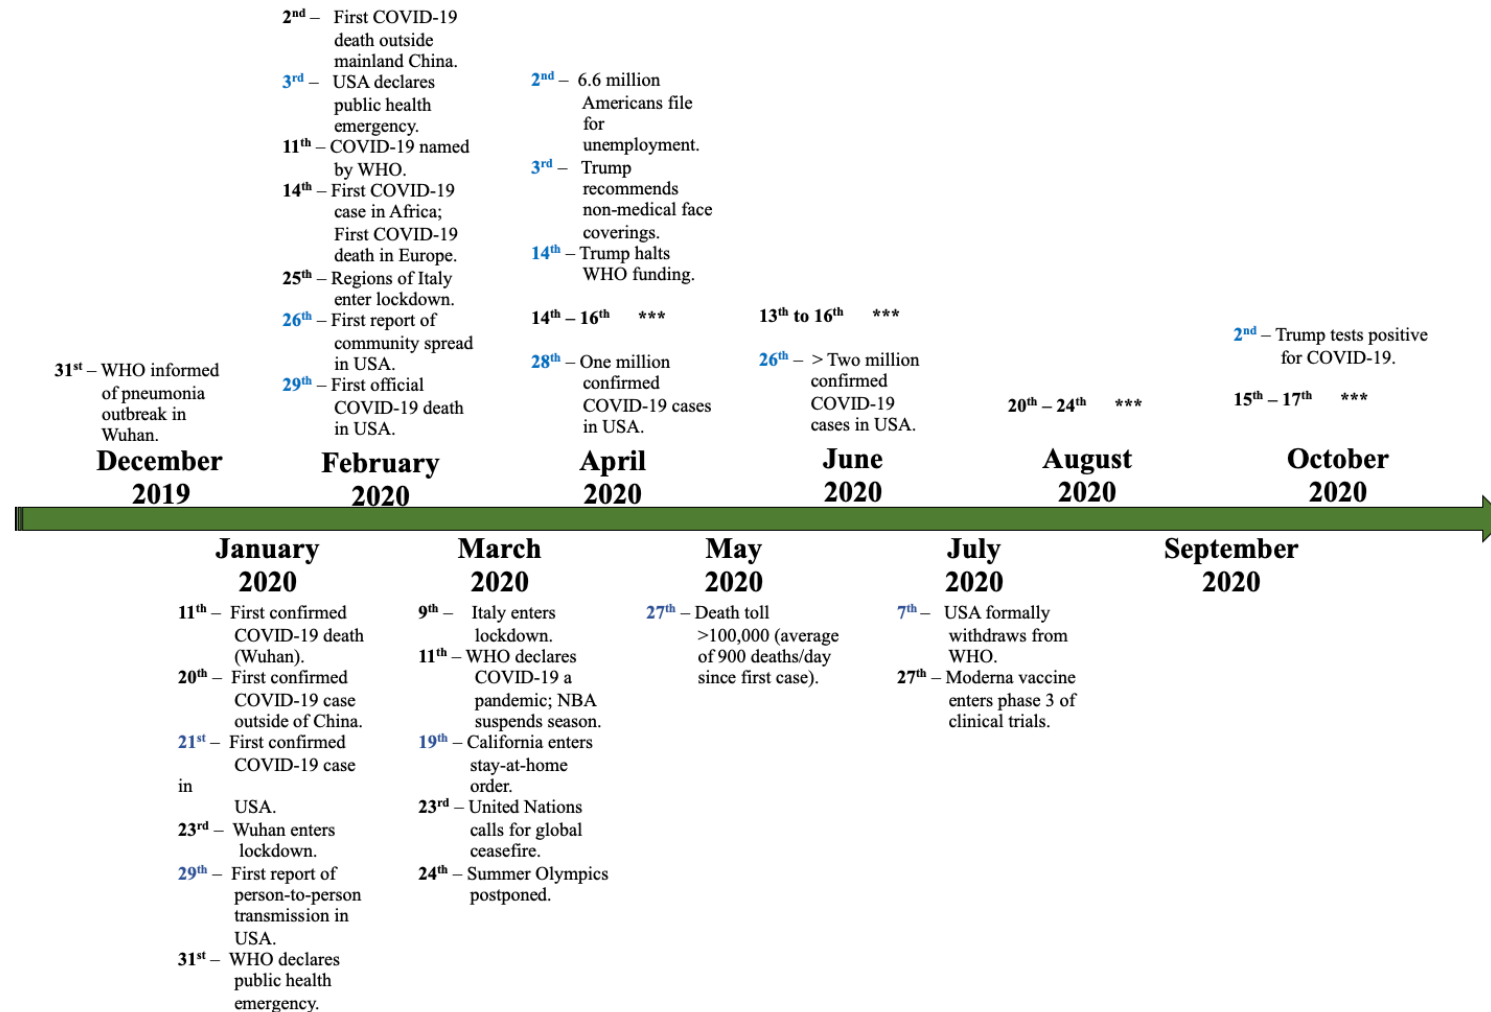 2nd – First COVID-19
death outside
mainland China.
3rd – USA declares
public health
emergency.
11th – COVID-19 named
by WHO.
14th – First COVID-19
case in Africa;
First COVID-19
death in Europe.
25th – Regions of Italy
enter lockdown.
26th – First report of
community spread
in USA.
29th – First official
COVID-19 death
in USA.
2nd – 6.6 million
Americans file
for
unemployment.
3rd – Trump
recommends
non-medical face
coverings.
14th – Trump halts
WHO funding.
14th – 16th ***
28th – One million
confirmed
COVID-19 cases
in USA.
13th to 16th ***
26th – > Two million
confirmed
COVID-19
cases in USA.
20th – 24th ***
2nd – Trump tests positive
for COVID-19.
15th – 17th ***
31st – WHO informed
of pneumonia
outbreak in
Wuhan.
December
2019
February
2020
April
2020
June
2020
August
2020
October
2020
January
2020
March
2020
May
2020
July
2020
September
2020
11th – First confirmed
COVID-19 death
(Wuhan).
20th – First confirmed
COVID-19 case
outside of China.
21st – First confirmed
COVID-19 case
in
USA.
23rd – Wuhan enters
lockdown.
29th – First report of
person-to-person
transmission in
USA.
31st – WHO declares
public health
emergency.
9th – Italy enters
lockdown.
11th – WHO declares
COVID-19 a
pandemic; NBA
suspends season.
19th – California enters
stay-at-home
order.
23rd – United Nations
calls for global
ceasefire.
24th – Summer Olympics
postponed.
27th – Death toll
>100,000 (average
of 900 deaths/day
since first case).
7th – USA formally
withdraws from
WHO.
27th – Moderna vaccine
enters phase 3 of
clinical trials.